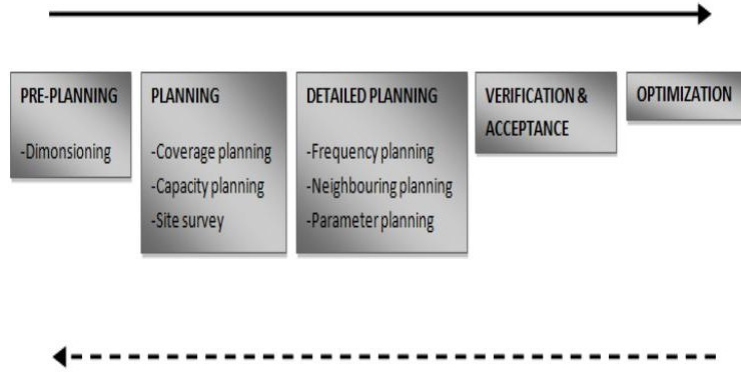 PRE-PLANNING
-Dimonsioning
PLANNING
-Coverage planning
-Capacity planning
-Site survey
DETAILED PLANNING
-Frequency planning
-Neighbouring planning
-Parameter planning
VERIFICATION &
ACCEPTANCE
OPTIMIZATION